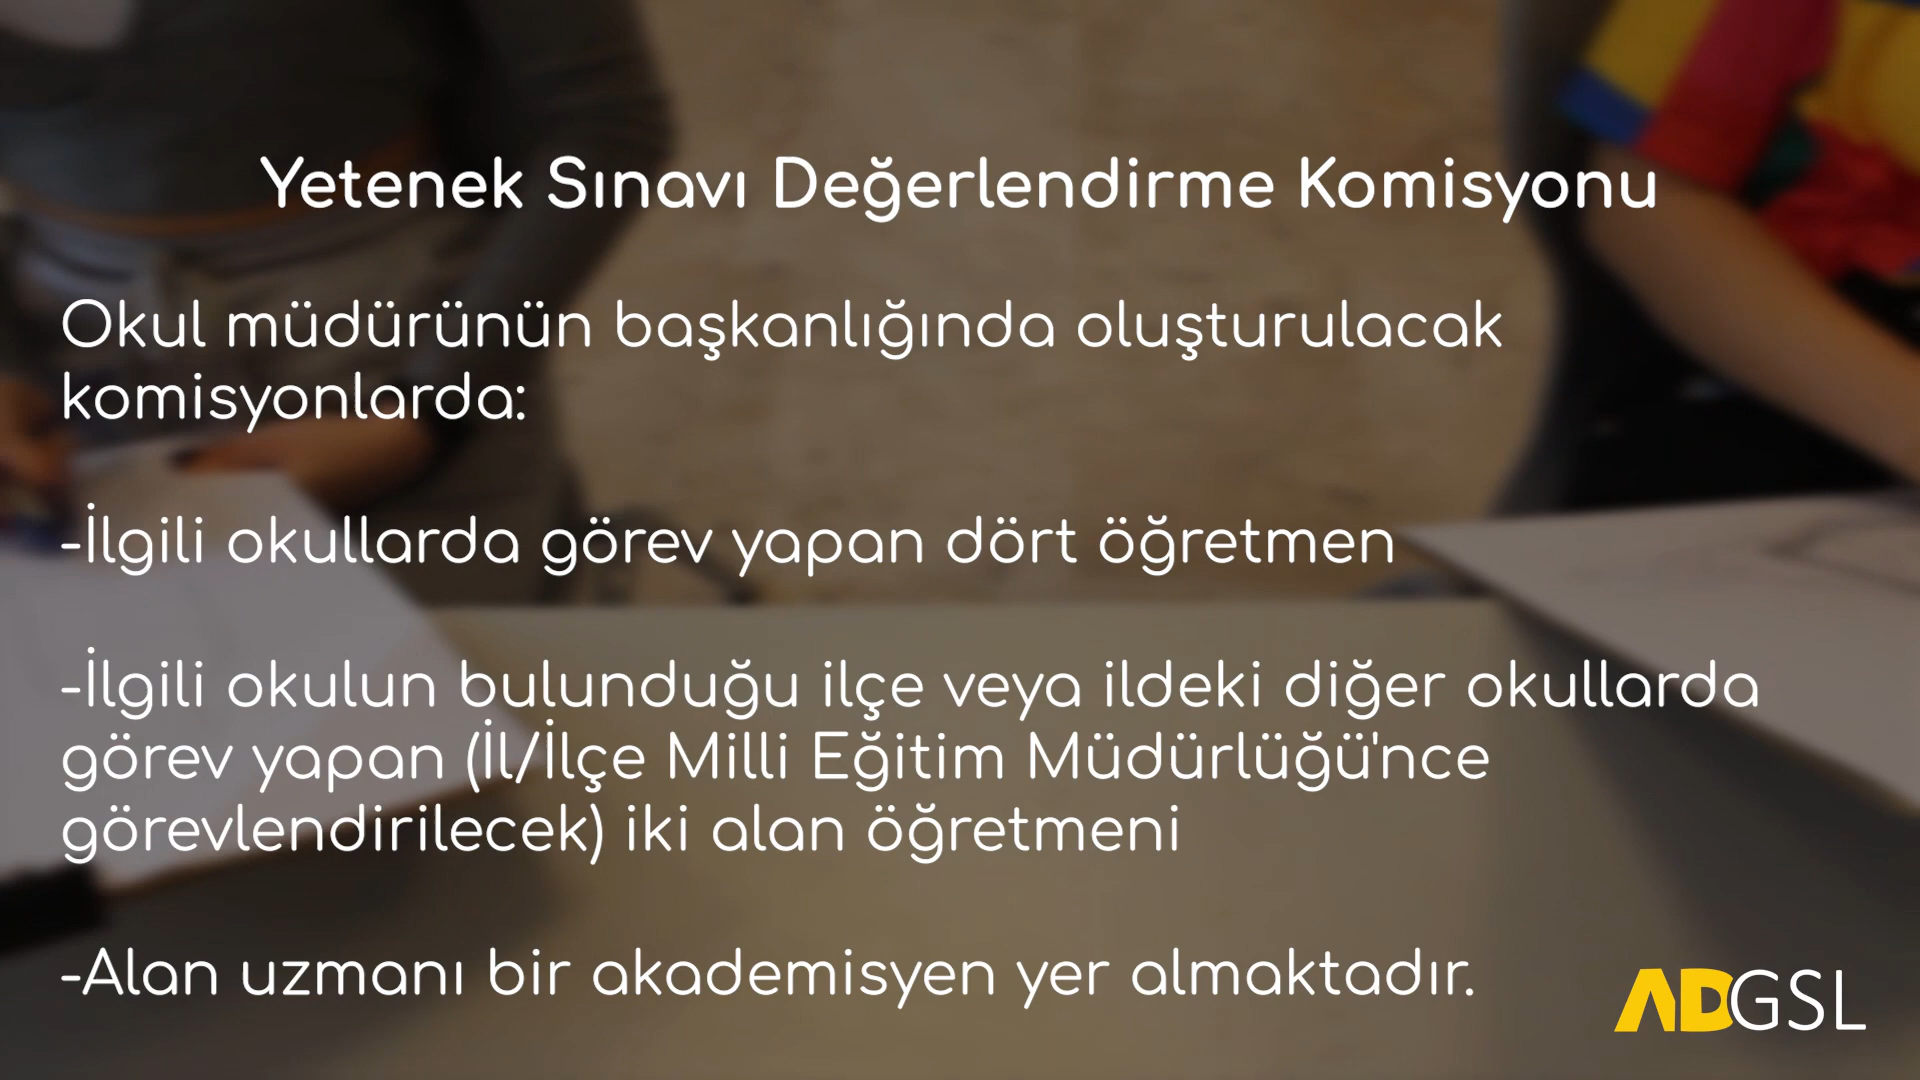 Yetenek Sınavı Değerlendirme Komisyonu
Okul müdürünün başkanlığında oluşturulacak
komisyonlarda:
-İlgili okullarda görev yapan dört öğretmen
-İlgili okulun bulunduğu ilçe veya ildeki diğer okullarda
görev yapan (İl/İlçe Milli Eğitim Müdürlüğü'nce
görevlendirilecek) iki alan öğretmeni
-Alan uzmanı bir akademisyen yer almaktadır.
ADGSL